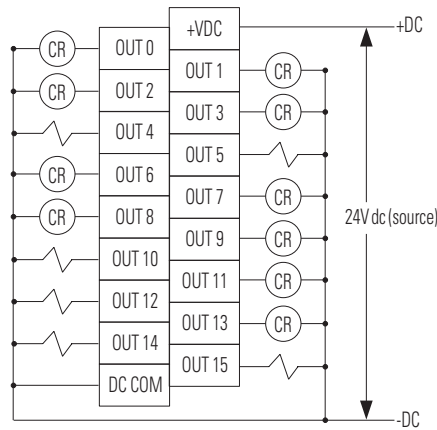 +VDC +DC
CR OUT 0
OUT 1 CR
CR OUT 2
OUT 3 CR
OUT 4
OUT 5
CR OUT 6
OUT 7 CR
24V dc (source)
CR OUT 8
OUT 9 CR
OUT 10
OUT 11 CR
OUT 12
OUT 13 CR
OUT 14
OUT 15
DC COM
-DC